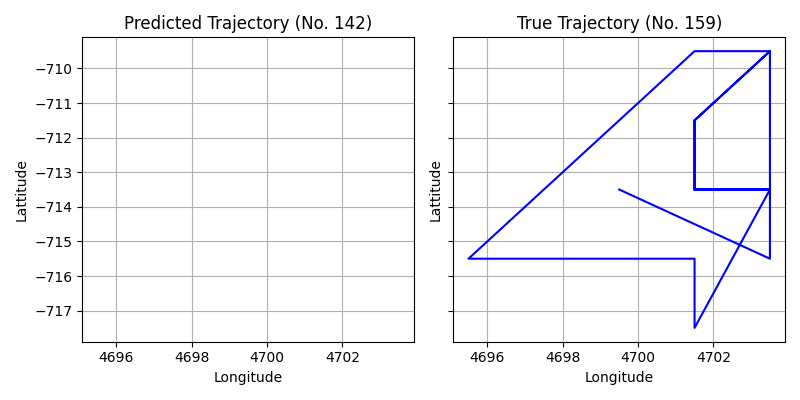 Predicted Trajectory (No. 142)
−710
−711
−712
−713
−714
−715
−716
−717
Lattitude
4696 4698 4700 4702
Longitude
True Trajectory (No. 159)
Lattitude
4696 4698 4700 4702
Longitude